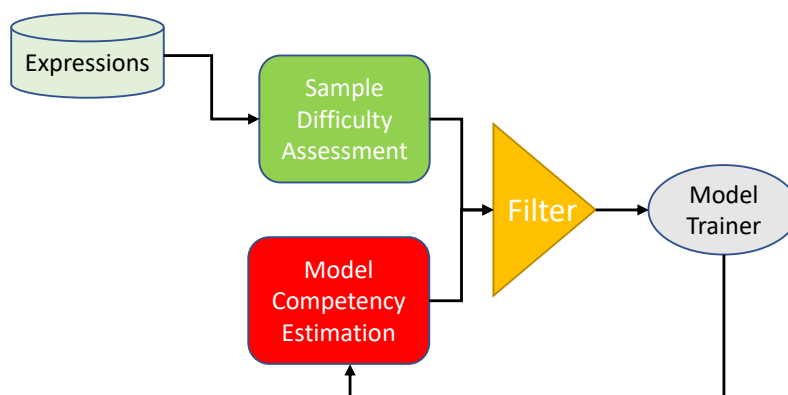 Expressions
Sample
Difficulty
Assessment
Filter
Model
Trainer
Model
Competency
Estimation